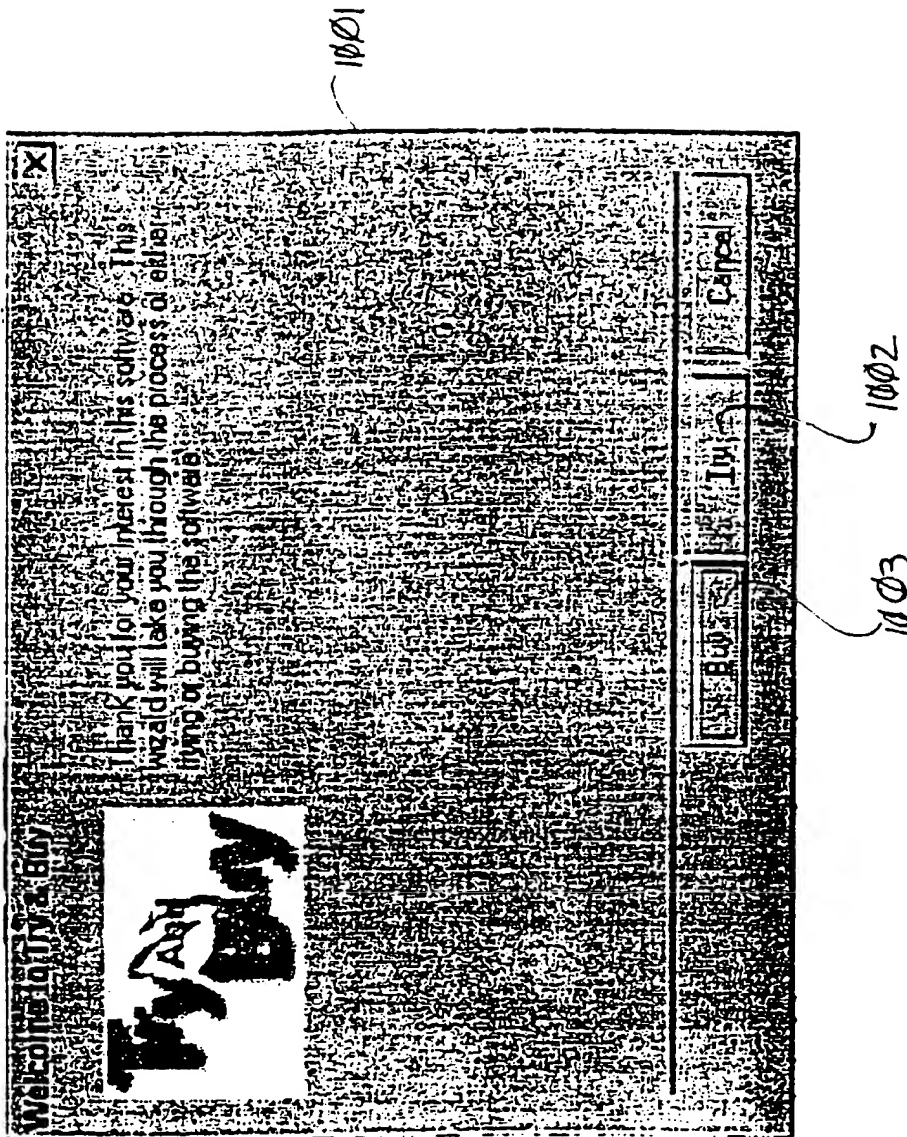 Welcome to Try & Buy
X
Try And Buy
Thank you for your interest in this software. This
wizard will take you through the process of either
trying or buying the software
Buy
Try
Cancel
1001
1002
1003